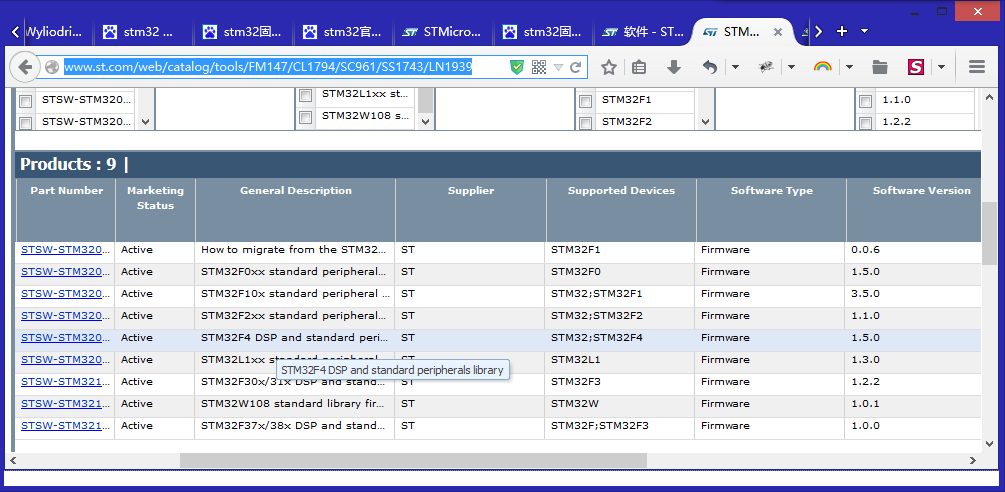 Wyliodri...
stm32 ...
stm32固...
stm32官...
STMicro...
stm32固...
软件 - ST...
STM...
www.st.com/web/catalog/tools/FM147/CL1794/SC961/SS1743/LN1939
STSW-STM320...
STM32L1xx st...
STM32F1
1.1.0
STSW-STM320...
STM32W108 s...
STM32F2
1.2.2
Products : 9 |
Part Number Marketing Status General Description Supplier Supported Devices Software Type Software Version
STSW-STM320... Active How to migrate from the STM32... ST STM32F1 Firmware 0.0.6
STSW-STM320... Active STM32F0xx standard peripheral... ST STM32F0 Firmware 1.5.0
STSW-STM320... Active STM32F10x standard peripheral ... ST STM32;STM32F1 Firmware 3.5.0
STSW-STM320... Active STM32F2xx standard peripheral... ST STM32;STM32F2 Firmware 1.1.0
STSW-STM320... Active STM32F4 DSP and standard peri... ST STM32;STM32F4 Firmware 1.5.0
STSW-STM320... Active STM32L1xx standard peripheral... ST STM32L1 Firmware 1.3.0
STM32F4 DSP and standard peripherals library
STSW-STM321... Active STM32F30x/31x DSP and stand... ST STM32F3 Firmware 1.2.2
STSW-STM321... Active STM32W108 standard library fir... ST STM32W Firmware 1.0.1
STSW-STM321... Active STM32F37x/38x DSP and stand... ST STM32F;STM32F3 Firmware 1.0.0